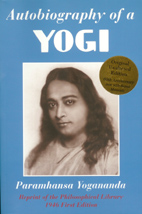 Autobiography of a
YOGI
Paramhansa Yogananda
Reprint of the Philosophical Library
1946 First Edition